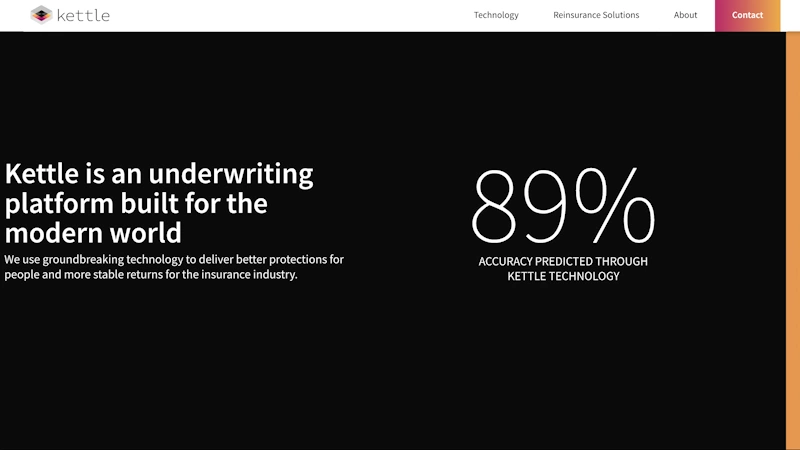 kettle
Technology
Reinsurance Solutions
About
Contact
Kettle is an underwriting
platform built for the
modern world
We use groundbreaking technology to deliver better protections for
people and more stable returns for the insurance industry.
89%
ACCURACY PREDICTED THROUGH
KETTLE TECHNOLOGY